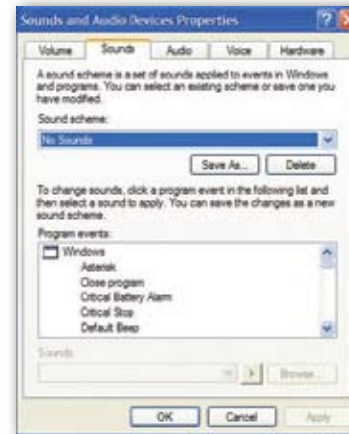 Sounds and Audio Devices Properties
Volume Sounds Audio Voice Hardware
A sound scheme is a set of sounds applied to events in Windows
and programs. You can select an existing scheme or save one you
have modified.
Sound scheme:
No Sounds
Save As... Delete
To change sounds, click a program event in the following list and
then select a sound to apply. You can save the changes as a new
sound scheme.
Program events:
Windows
Asterisk
Close program
Critical Battery Alarm
Critical Stop
Default Beep
Sounds:
Browse...
OK Cancel Apply